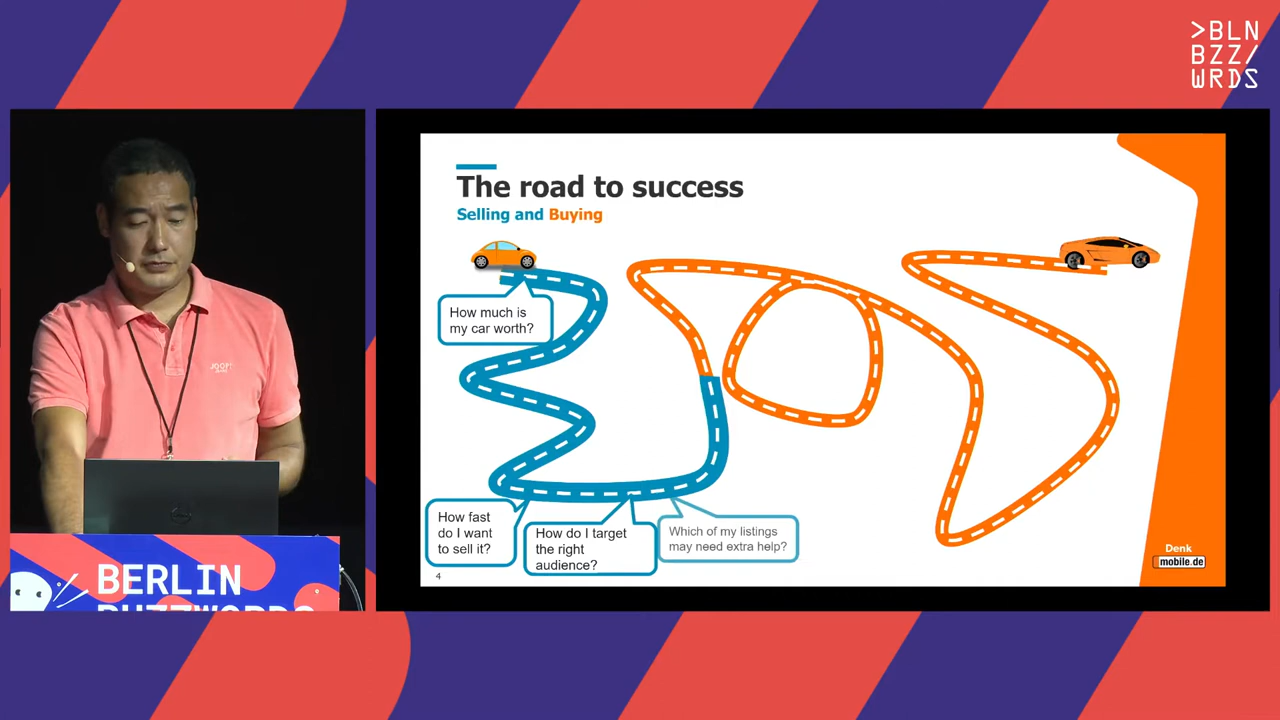 >BLN
BZZ/
WRDS
The road to success
Selling and Buying
How much is
my car worth?
How fast
do I want
to sell it?
How do I target
the right
audience?
Which of my listings
may need extra help?
4
Denk
mobile.de
JOOP!
BERLIN
BUZZWORDS